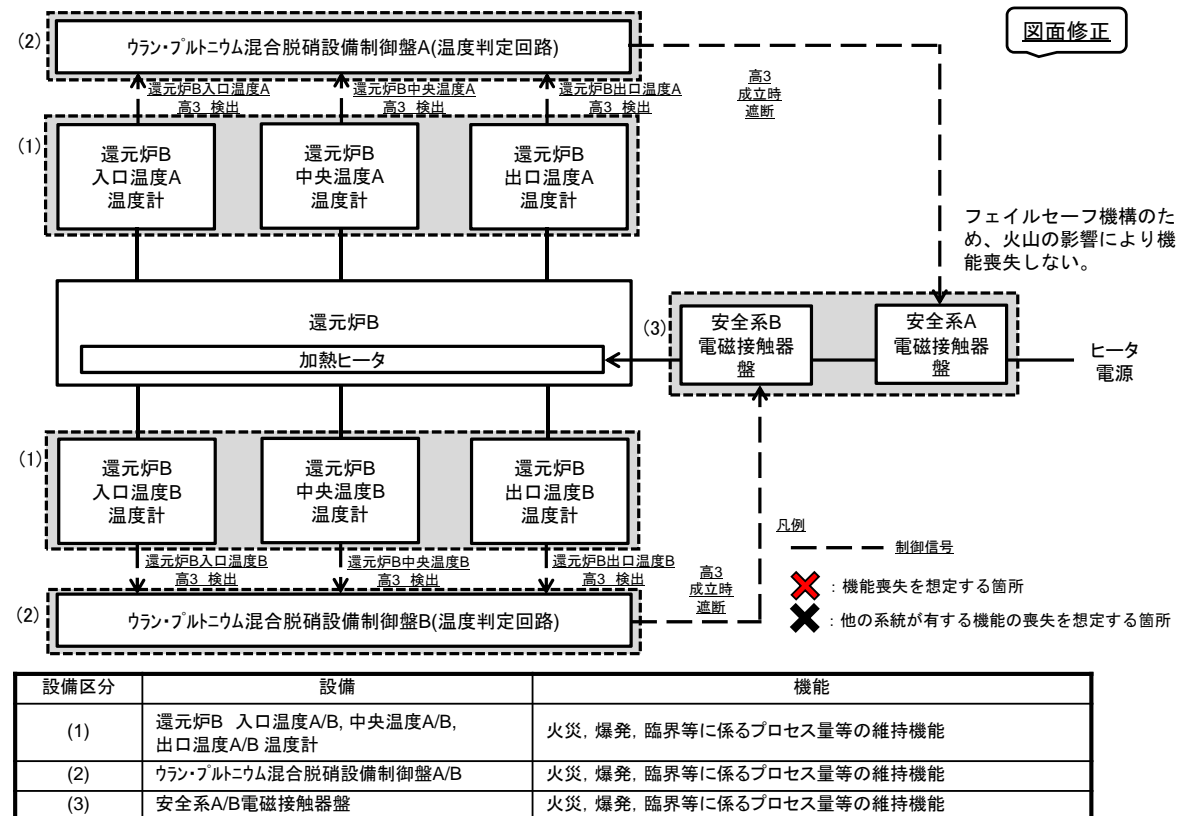 図面修正
(2)
ウラン・プルトニウム混合脱硝設備制御盤A(温度判定回路)
還元炉B入口温度A
高3 検出
還元炉B中央温度A
高3 検出
還元炉B出口温度A
高3 検出
高3
成立時
遮断
(1)
還元炉B
入口温度A
温度計
還元炉B
中央温度A
温度計
還元炉B
出口温度A
温度計
フェイルセーフ機構のた
め、火山の影響により機
能喪失しない。
還元炉B
加熱ヒータ
(3)
安全系B
電磁接触器
盤
安全系A
電磁接触器
盤
ヒータ
電源
(1)
還元炉B
入口温度B
温度計
還元炉B
中央温度B
温度計
還元炉B
出口温度B
温度計
還元炉B入口温度B
高3 検出
還元炉B中央温度B
高3 検出
還元炉B出口温度B
高3 検出
高3
成立時
遮断
(2)
ウラン・プルトニウム混合脱硝設備制御盤B(温度判定回路)
凡例
制御信号
：機能喪失を想定する箇所
：他の系統が有する機能の喪失を想定する箇所
設備区分 設備 機能
(1) 還元炉B 入口温度A/B, 中央温度A/B, 火災, 爆発, 臨界等に係るプロセス量等の維持機能
出口温度A/B 温度計
(2) ウラン・プルトニウム混合脱硝設備制御盤A/B 火災, 爆発, 臨界等に係るプロセス量等の維持機能
(3) 安全系A/B電磁接触器盤 火災, 爆発, 臨界等に係るプロセス量等の維持機能